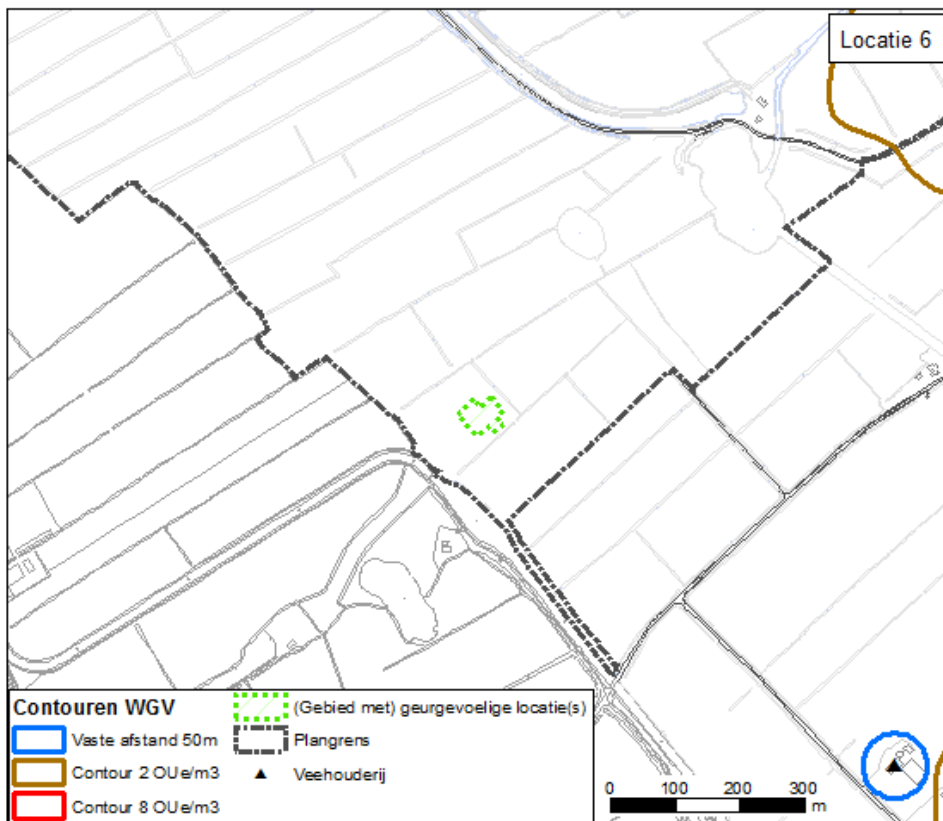 Locatie 6
Contouren WGV
Vaste afstand 50m
Contour 2 OUe/m3
Contour 8 OUe/m3
(Gebied met) geurgevoelige locatie(s)
Plangrens
Veehouderij
0 100 200 300
m